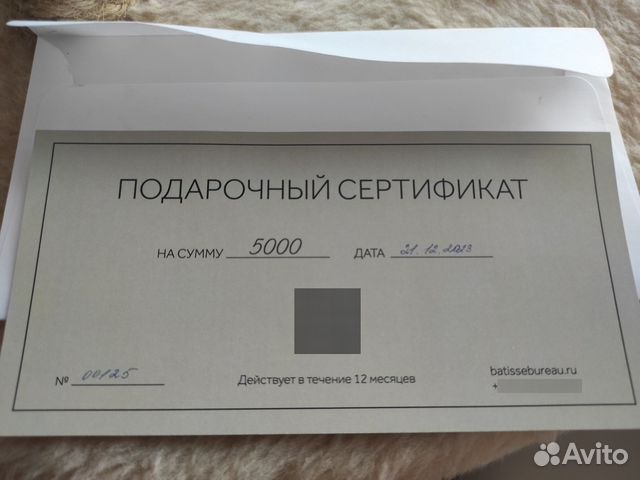 ПОДАРОЧНЫЙ СЕРТИФИКАТ
НА СУММУ 5000 ДАТА 21.12.2023
№ 00125 Действует в течение 12 месяцев batissebureau.ru
+
Avito